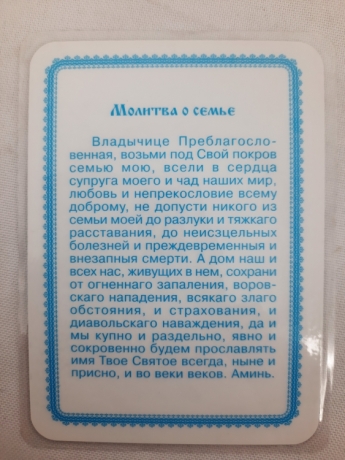 Молитва о семье
Владычице Преблагосло-
венная, возьми под Свой покров
семью мою, всели в сердца
супруга моего и чад наших мир,
любовь и непрекословие всему
доброму, не допусти никого из
семьи моей до разлуки и тяжкаго
расставания, до неисцельных
болезней и преждевременныя и
внезапныя смерти. А дом наш и
всех нас, живущих в нем, сохрани
от огненнаго запаления, воров-
скаго нападения, всякаго злаго
обстояния, и страхования, и
диавольскаго наваждения, да и
мы купно и раздельно, явно и
сокровенно будем прославлять
имя Твое Святое всегда, ныне и
присно, и во веки веков. Аминь.